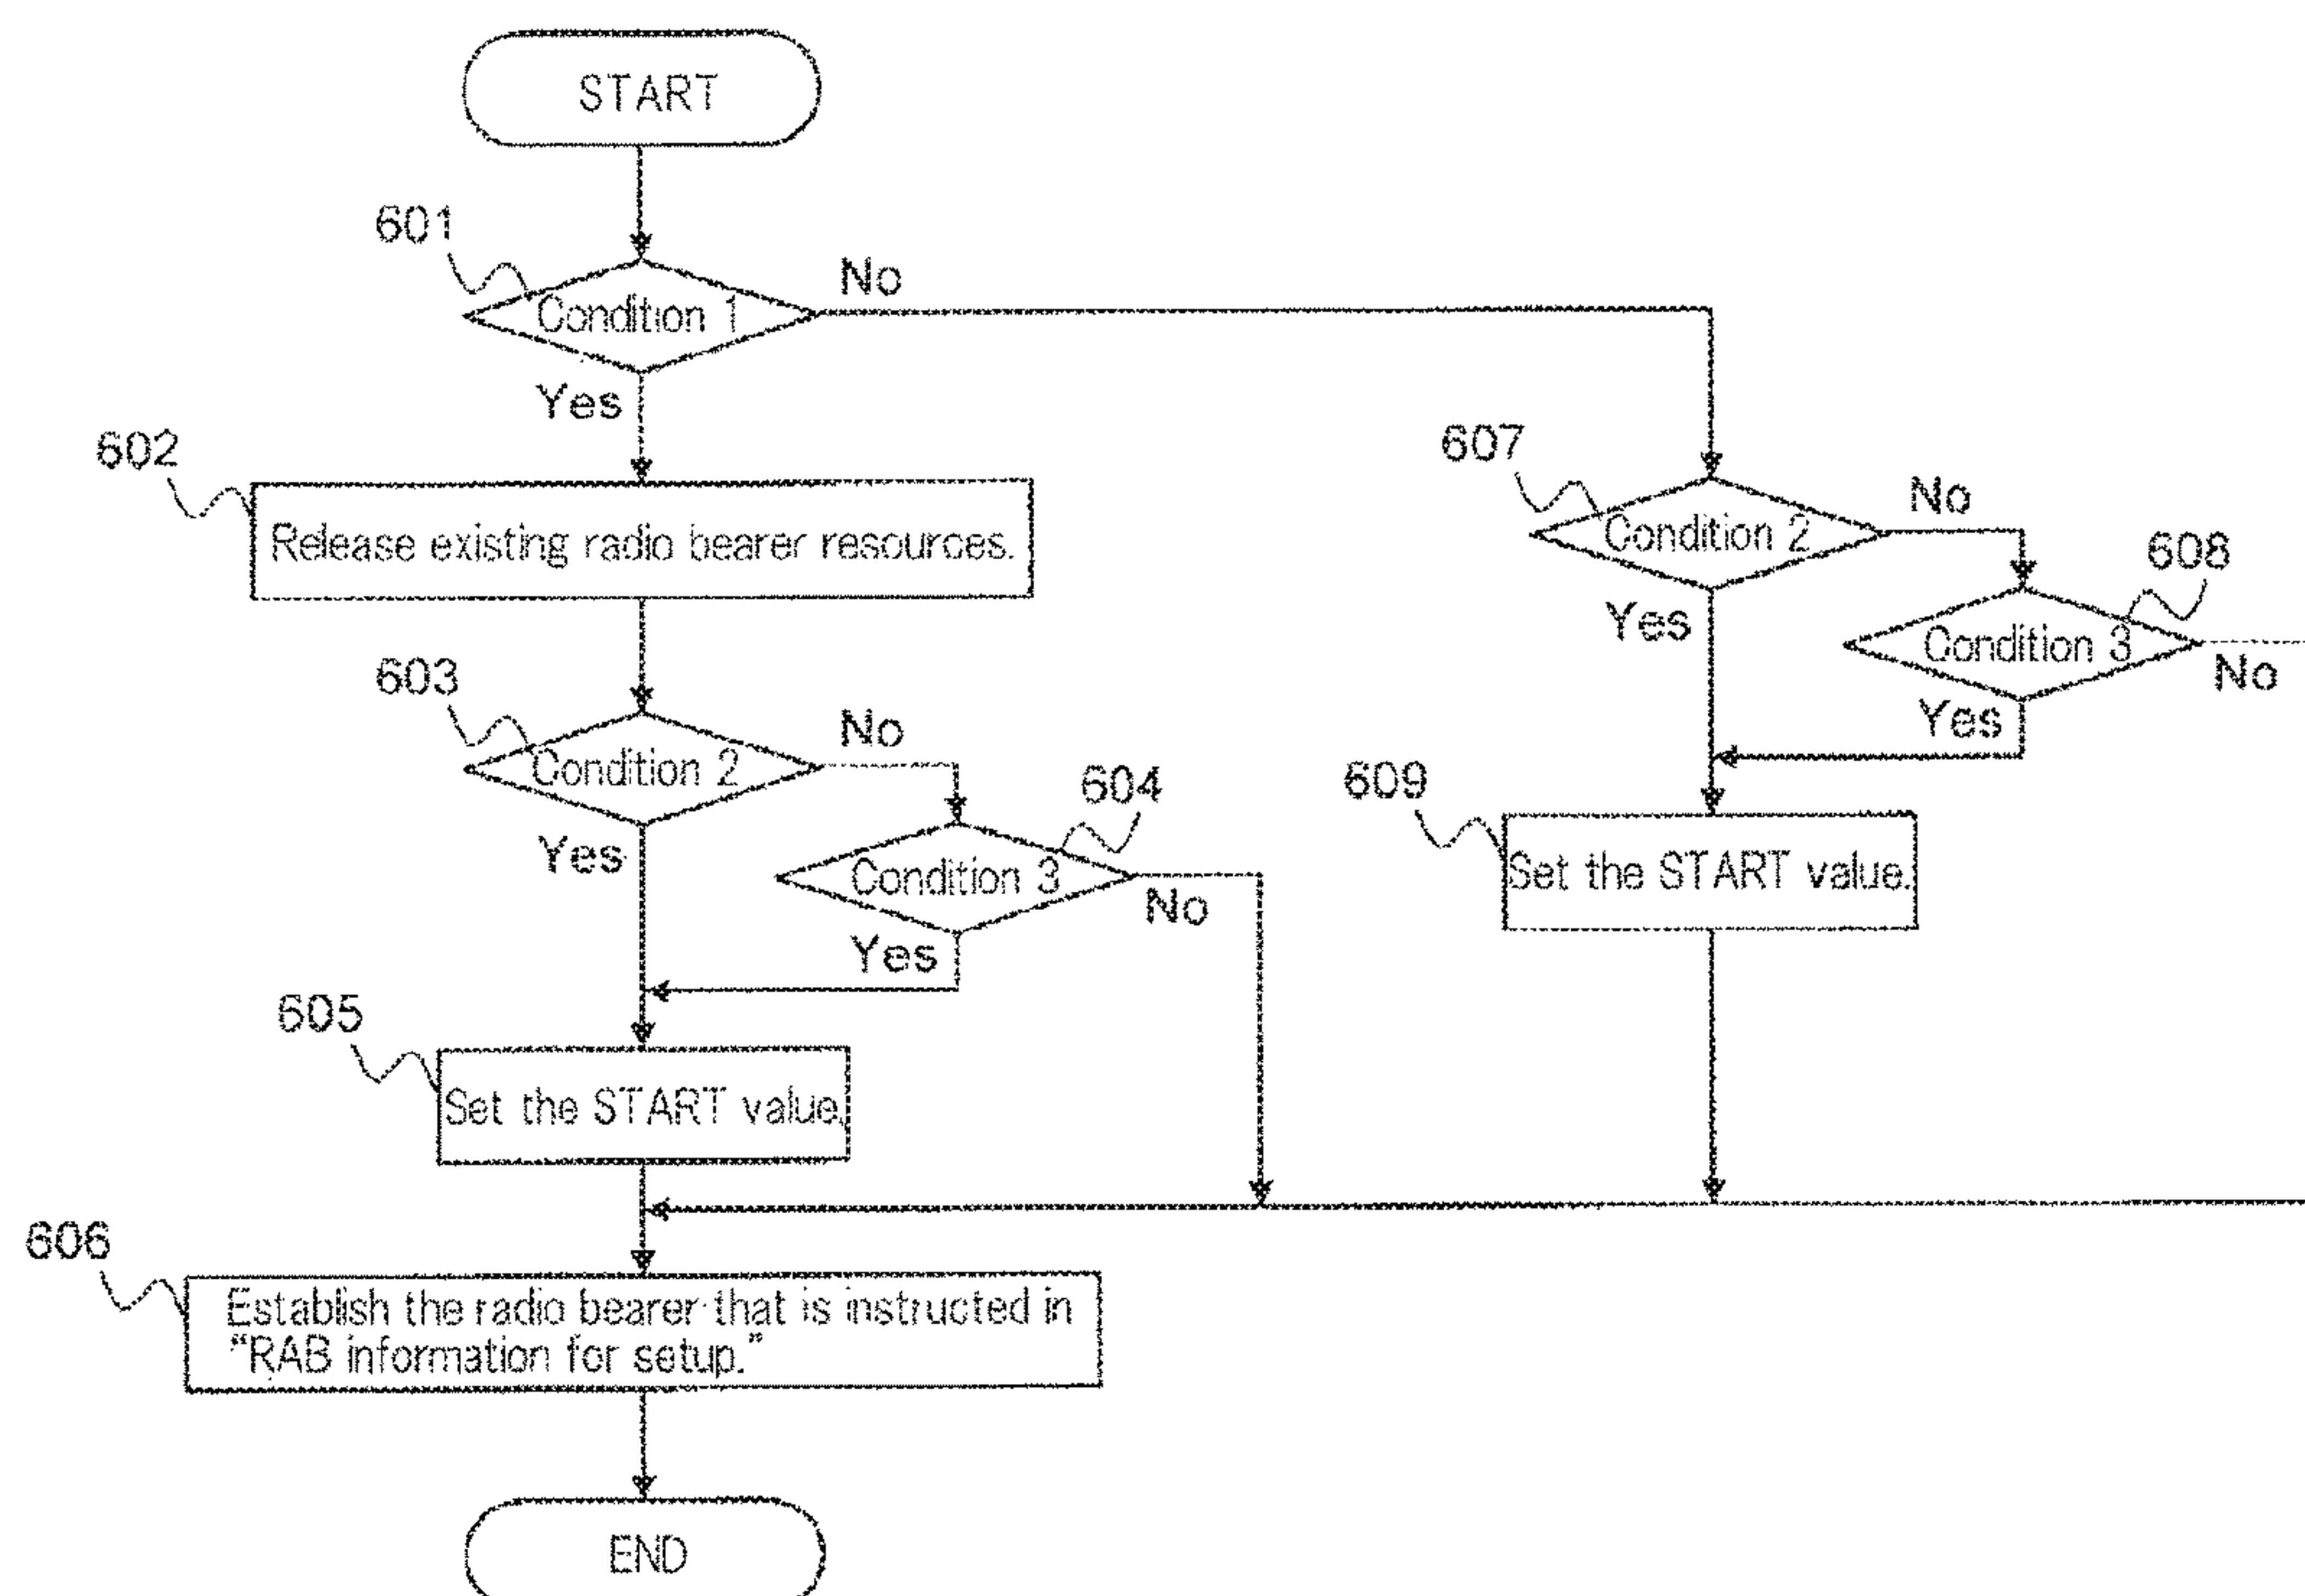 START
601
Condition 1
No
Yes
602
Release existing radio bearer resources.
607
Condition 2
No
608
Yes
Condition 3
No
Yes
603
Condition 2
No
Yes
604
Condition 3
No
Yes
609
Set the START value.
605
Set the START value.
606
Establish the radio bearer that is instructed in
"RAB information for setup."
END